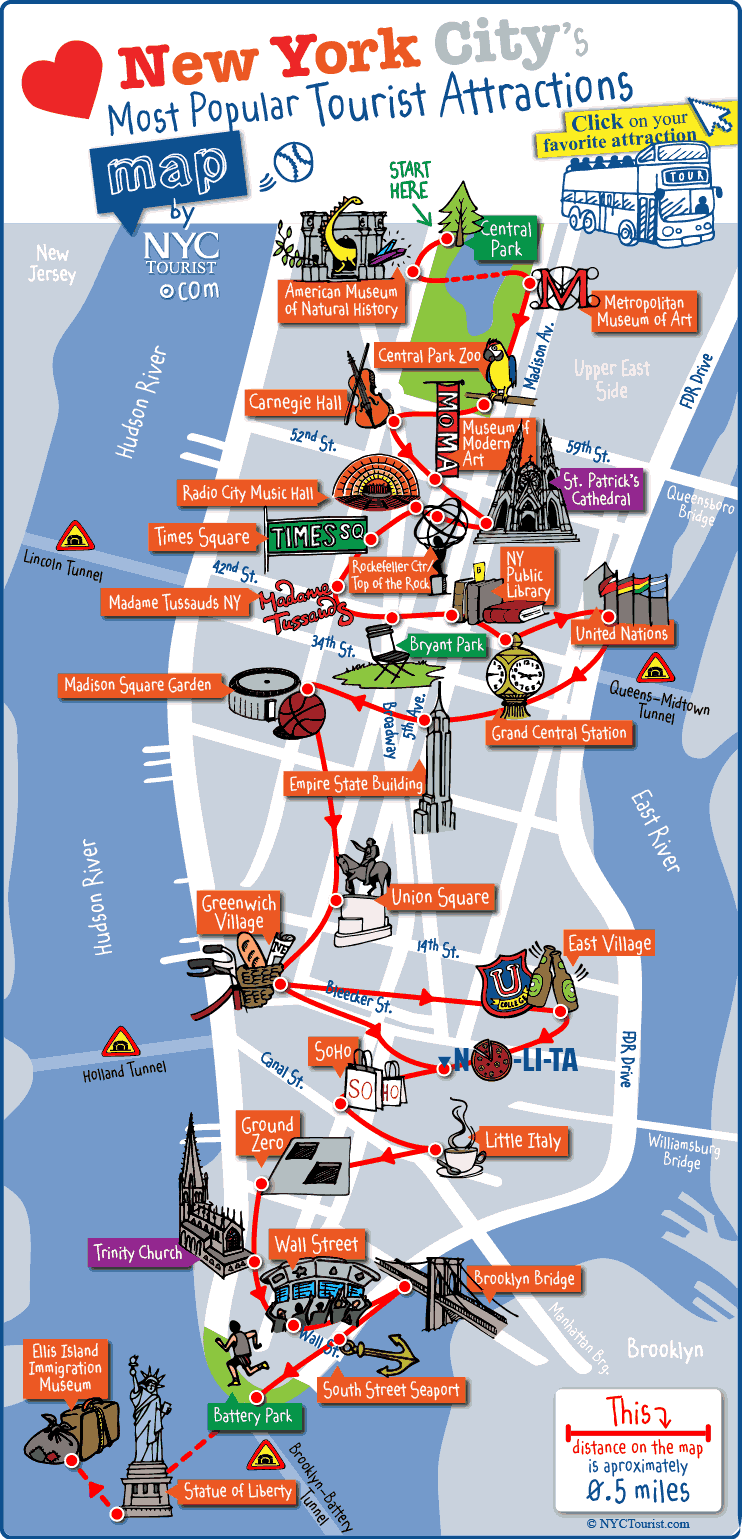 New York City's
Most Popular Tourist Attractions
map
by
NYC
TOURIST
.com
Click on your
favorite attraction
TOUR
START
HERE
Central
Park
New
Jersey
American Museum
of Natural History
M
Metropolitan
Museum of Art
Madison Av.
Central Park Zoo
Upper East
Side
FDR Drive
Hudson River
Carnegie Hall
MOMA
Museum of
Modern
Art
52nd St.
59th St.
St. Patrick's
Cathedral
Radio City Music Hall
Queensboro
Bridge
Times Square
TIMES SQ
Lincoln Tunnel
Rockefeller Ctr/
Top of the Rock
NY
Public
Library
42nd St.
Madame Tussauds NY
Madame
Tussauds
United Nations
Bryant Park
34th St.
Madison Square Garden
Queens-Midtown
Tunnel
5th Ave.
Broadway
Grand Central Station
Empire State Building
East River
Hudson River
Greenwich
Village
Union Square
14th St.
East Village
U
COLLEGE
Bleecker St.
SoHo
SO
HO
NO-LI-TA
Holland Tunnel
Canal St.
FDR Drive
Ground
Zero
Little Italy
Williamsburg
Bridge
Trinity Church
Wall Street
Brooklyn Bridge
Manhattan Brg.
Wall St.
Brooklyn
Ellis Island
Immigration
Museum
South Street Seaport
Battery Park
Brooklyn-Battery
Tunnel
Statue of Liberty
This
distance on the map
is aproximately
0.5 miles
© NYCTourist.com